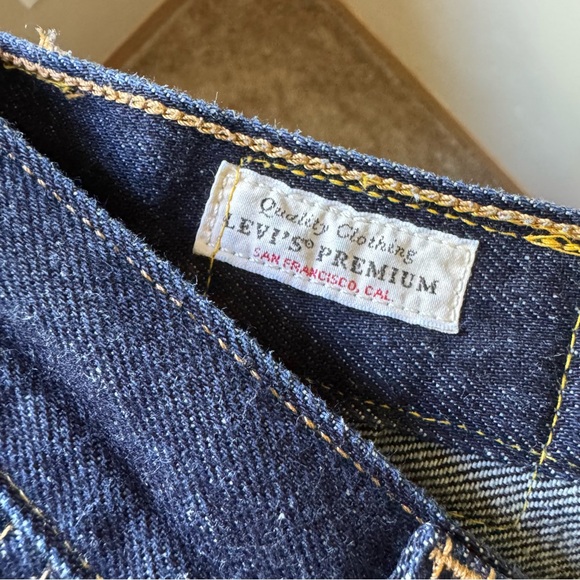 Quality Clothing
LEVI'S® PREMIUM
SAN FRANCISCO, CAL.